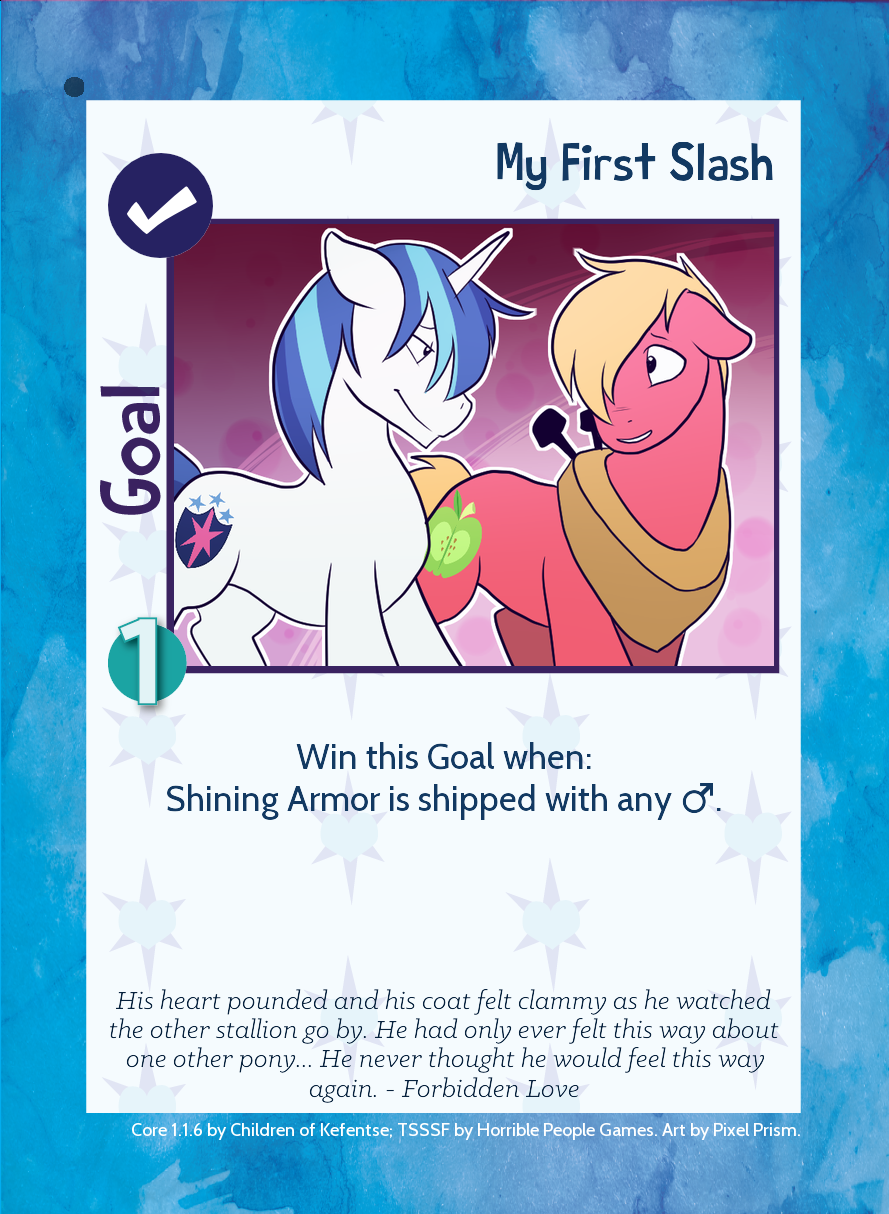 My First Slash
Goal
1
Win this Goal when:
Shining Armor is shipped with any ♂.
His heart pounded and his coat felt clammy as he watched
the other stallion go by. He had only ever felt this way about
one other pony... He never thought he would feel this way
again. - Forbidden Love
Core 1.1.6 by Children of Kefentse; TSSSF by Horrible People Games. Art by Pixel Prism.